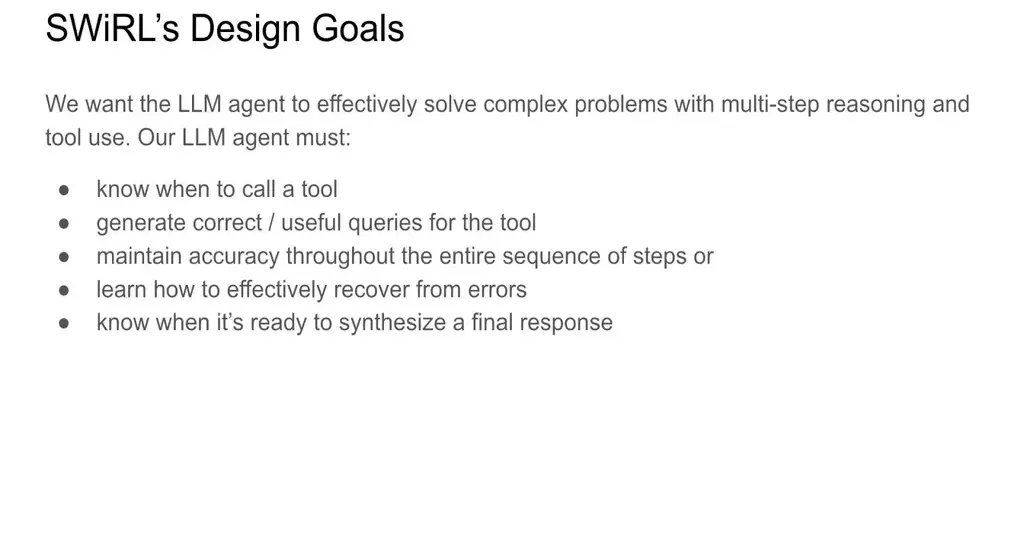 SWiRL’s Design Goals
We want the LLM agent to effectively solve complex problems with multi-step reasoning and
tool use. Our LLM agent must:
● know when to call a tool
● generate correct / useful queries for the tool
● maintain accuracy throughout the entire sequence of steps or
● learn how to effectively recover from errors
● know when it’s ready to synthesize a final response